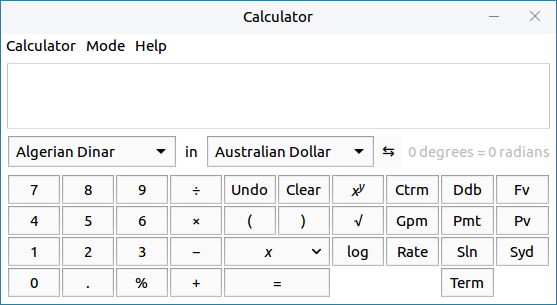 Calculator
Calculator Mode Help
Algerian Dinar in Australian Dollar ⇆ 0 degrees = 0 radians
7 8 9 ÷ Undo Clear xʸ Ctrm Ddb Fv
4 5 6 × ( ) √ Gpm Pmt Pv
1 2 3 − x log Rate Sln Syd
0 . % + = Term